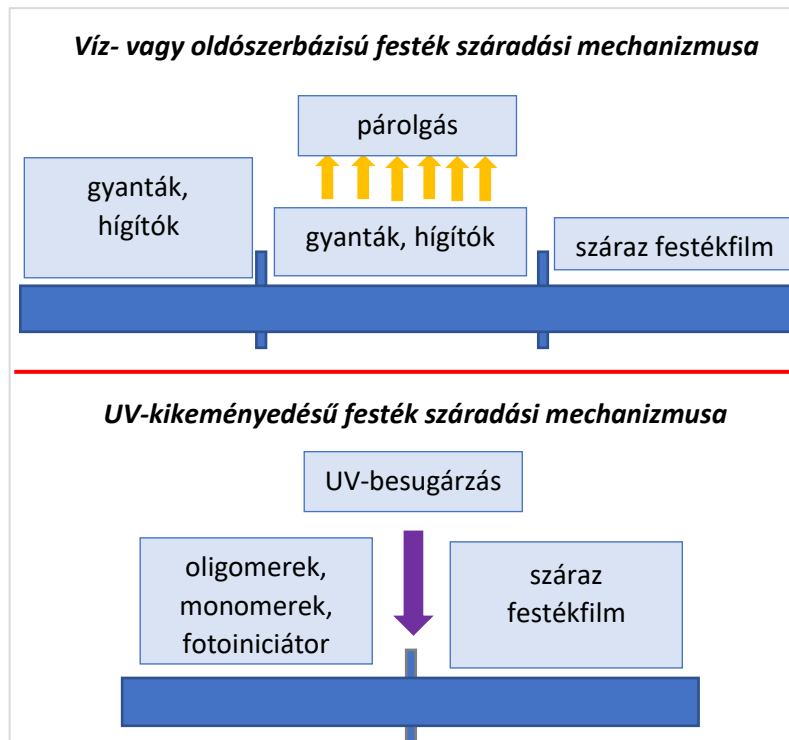 Víz- vagy oldószerbázisú festék száradási mechanizmusa
párolgás
gyanták,
hígítók
gyanták, hígítók
száraz festékfilm
UV-kikeményedésű festék száradási mechanizmusa
UV-besugárzás
oligomerek,
monomerek,
fotoiniciátor
száraz
festékfilm